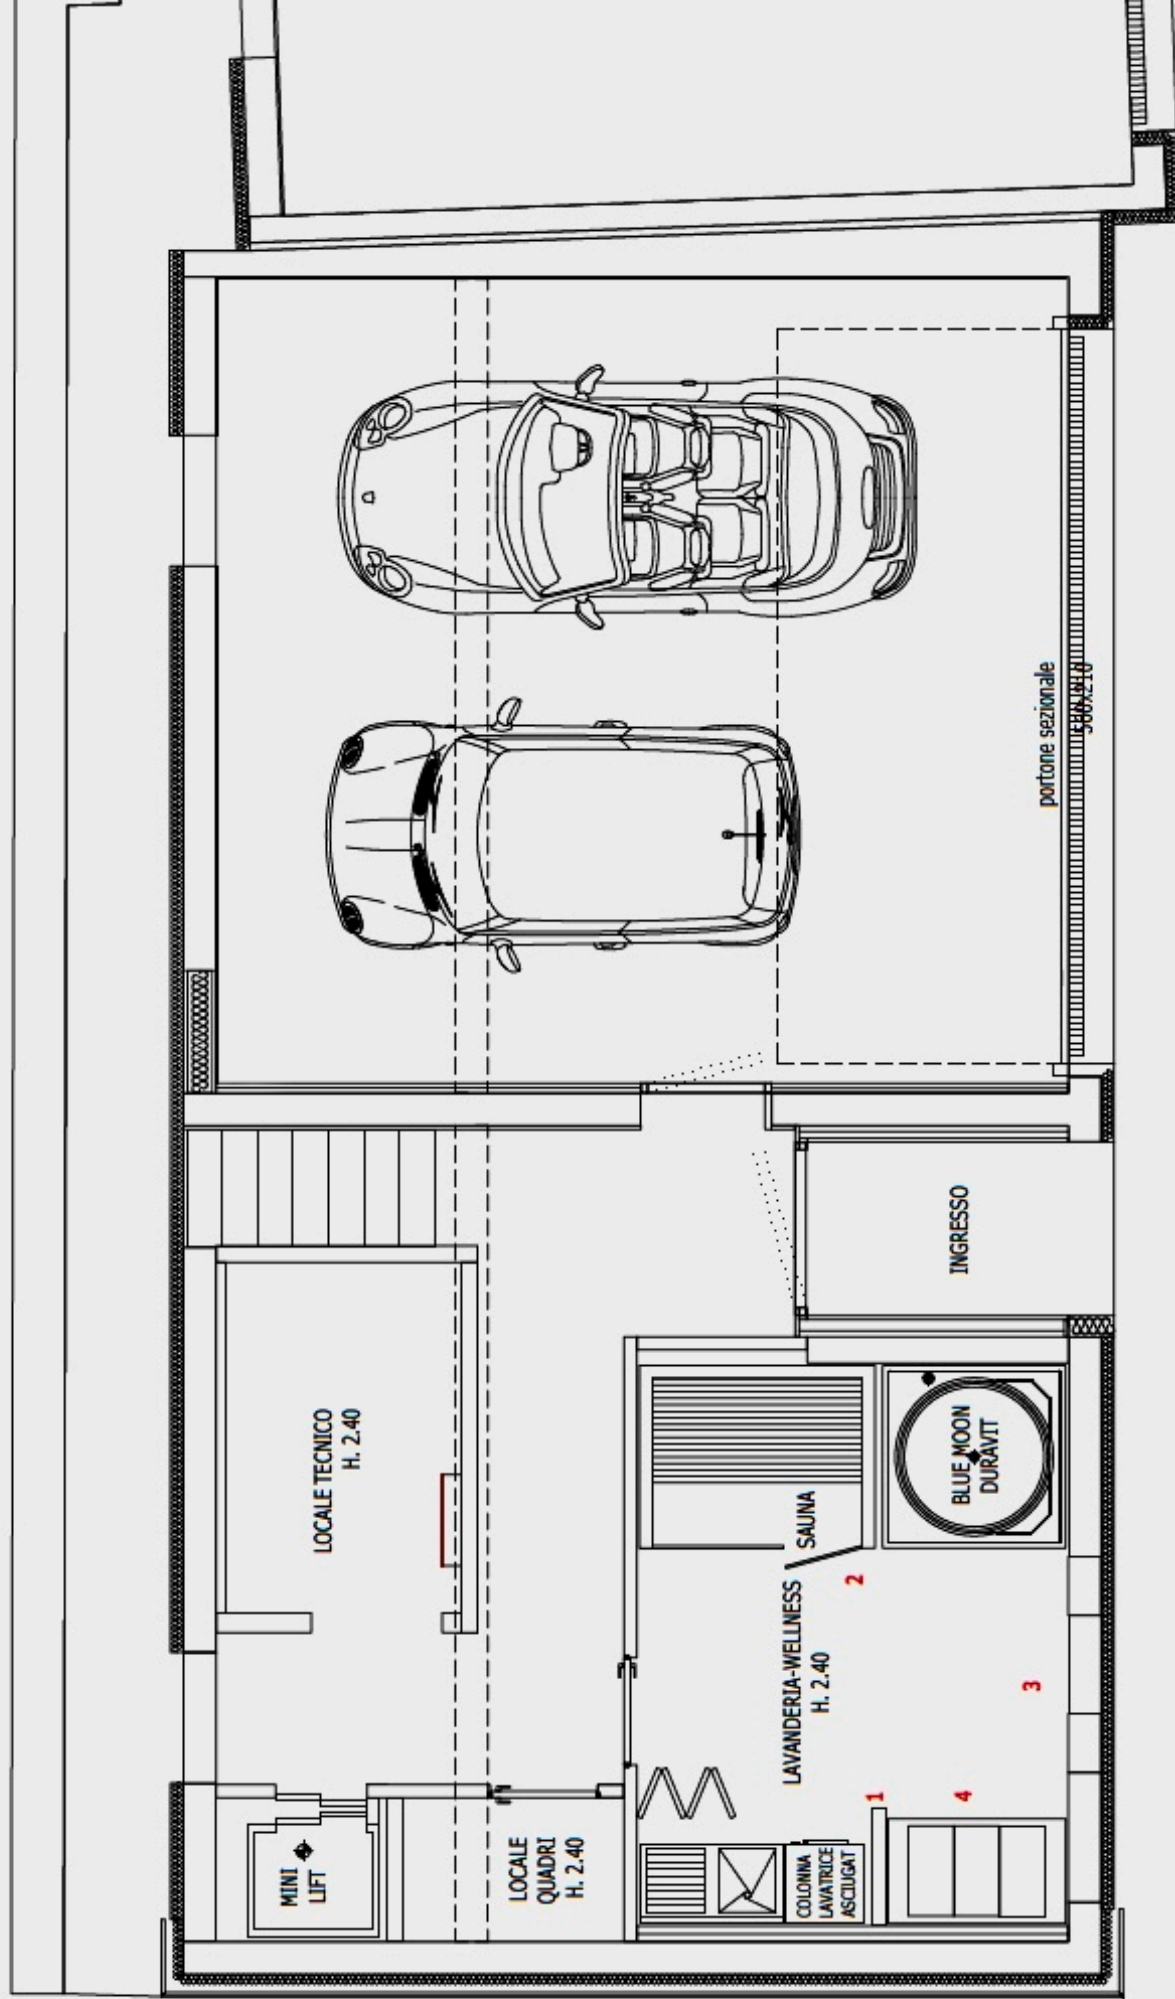 portone sezionale
500x210
INGRESSO
LOCALE TECNICO
H. 2.40
SAUNA
BLUE MOON
DURAVIT
LAVANDERIA-WELLNESS
H. 2.40
2
3
1
4
MINI
LIFT
LOCALE
QUADRI
H. 2.40
COLONNA
LAVATRICE
ASCIUGAT